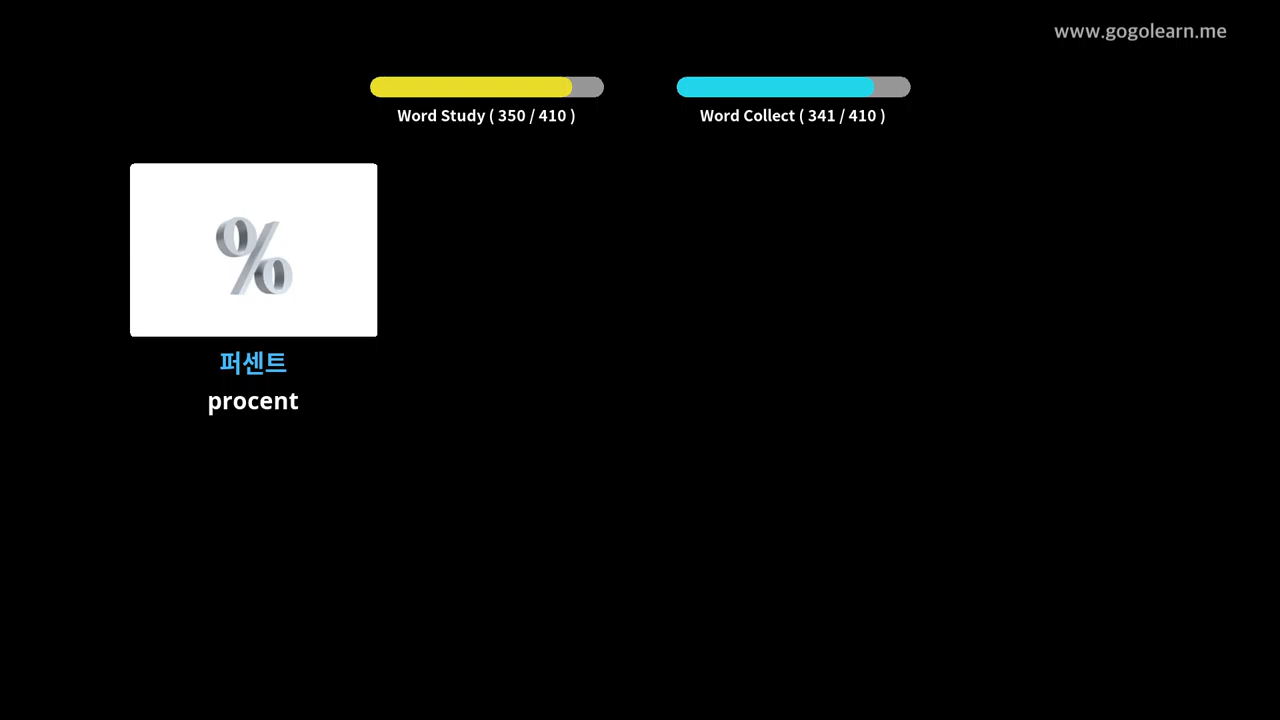 www.gogolearn.me
Word Study ( 350 / 410 )
Word Collect ( 341 / 410 )
%
퍼센트
procent